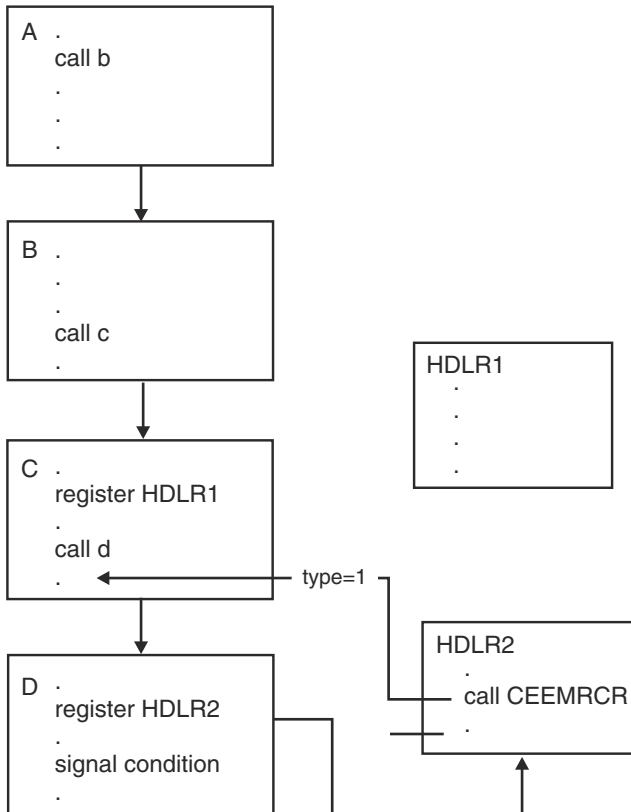 A .
call b
.
.
.
B .
.
.
call c
.
HDLR1
.
.
.
.
C .
register HDLR1
.
call d
.
type=1
HDLR2
.
call CEEMRCR
.
D .
register HDLR2
.
signal condition
.